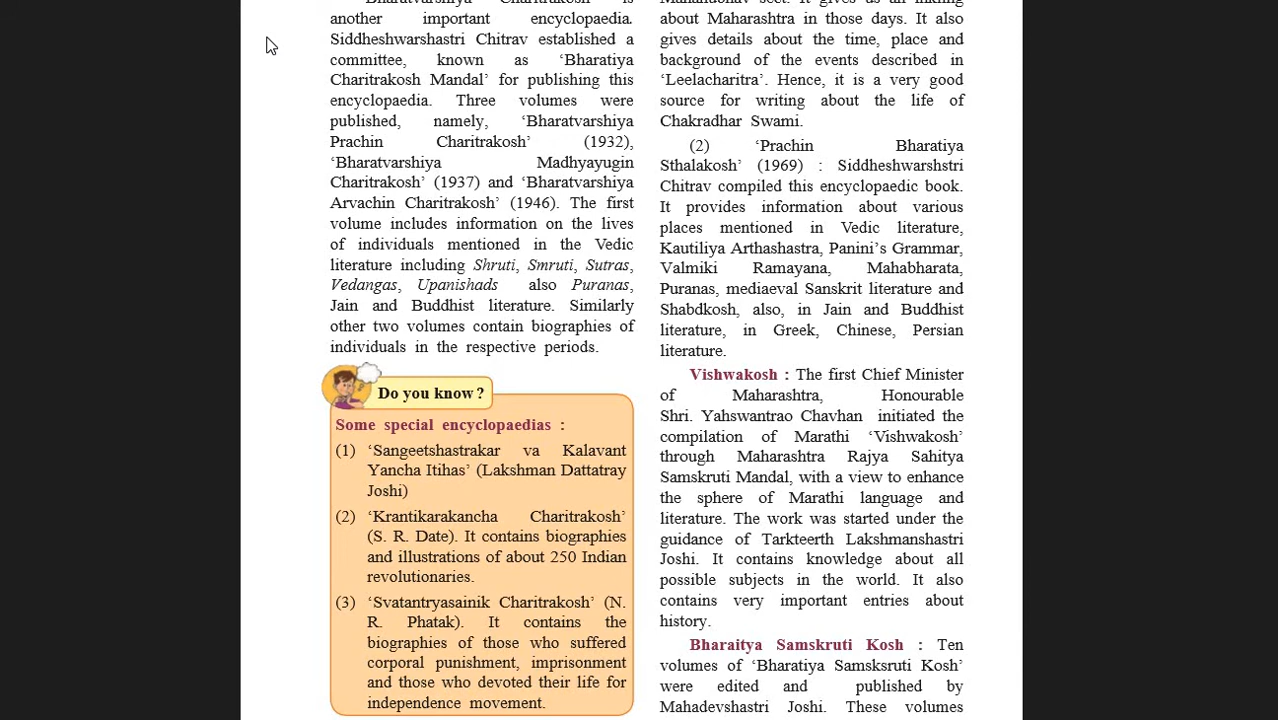 'Bharatvarshiya Charitrakosh' is
another important encyclopaedia.
Siddheshwarshastri Chitrav established a
committee, known as 'Bharatiya
Charitrakosh Mandal' for publishing this
encyclopaedia. Three volumes were
published, namely, 'Bharatvarshiya
Prachin Charitrakosh' (1932),
'Bharatvarshiya Madhyayugin
Charitrakosh' (1937) and 'Bharatvarshiya
Arvachin Charitrakosh' (1946). The first
volume includes information on the lives
of individuals mentioned in the Vedic
literature including Shruti, Smruti, Sutras,
Vedangas, Upanishads also Puranas,
Jain and Buddhist literature. Similarly
other two volumes contain biographies of
individuals in the respective periods.
Do you know ?
Some special encyclopaedias :
(1) 'Sangeetshastrakar va Kalavant
Yancha Itihas' (Lakshman Dattatray
Joshi)
(2) 'Krantikarakancha Charitrakosh'
(S. R. Date). It contains biographies
and illustrations of about 250 Indian
revolutionaries.
(3) 'Svatantryasainik Charitrakosh' (N.
R. Phatak). It contains the
biographies of those who suffered
corporal punishment, imprisonment
and those who devoted their life for
independence movement.
Mahanubhav sect. It gives us an inkling
about Maharashtra in those days. It also
gives details about the time, place and
background of the events described in
'Leelacharitra'. Hence, it is a very good
source for writing about the life of
Chakradhar Swami.
(2) 'Prachin Bharatiya
Sthalakosh' (1969) : Siddheshwarshstri
Chitrav compiled this encyclopaedic book.
It provides information about various
places mentioned in Vedic literature,
Kautiliya Arthashastra, Panini's Grammar,
Valmiki Ramayana, Mahabharata,
Puranas, mediaeval Sanskrit literature and
Shabdkosh, also, in Jain and Buddhist
literature, in Greek, Chinese, Persian
literature.
Vishwakosh : The first Chief Minister
of Maharashtra, Honourable
Shri. Yahswantrao Chavhan initiated the
compilation of Marathi 'Vishwakosh'
through Maharashtra Rajya Sahitya
Samskruti Mandal, with a view to enhance
the sphere of Marathi language and
literature. The work was started under the
guidance of Tarkteerth Lakshmanshastri
Joshi. It contains knowledge about all
possible subjects in the world. It also
contains very important entries about
history.
Bharaitya Samskruti Kosh : Ten
volumes of 'Bharatiya Samsksruti Kosh'
were edited and published by
Mahadevshastri Joshi. These volumes